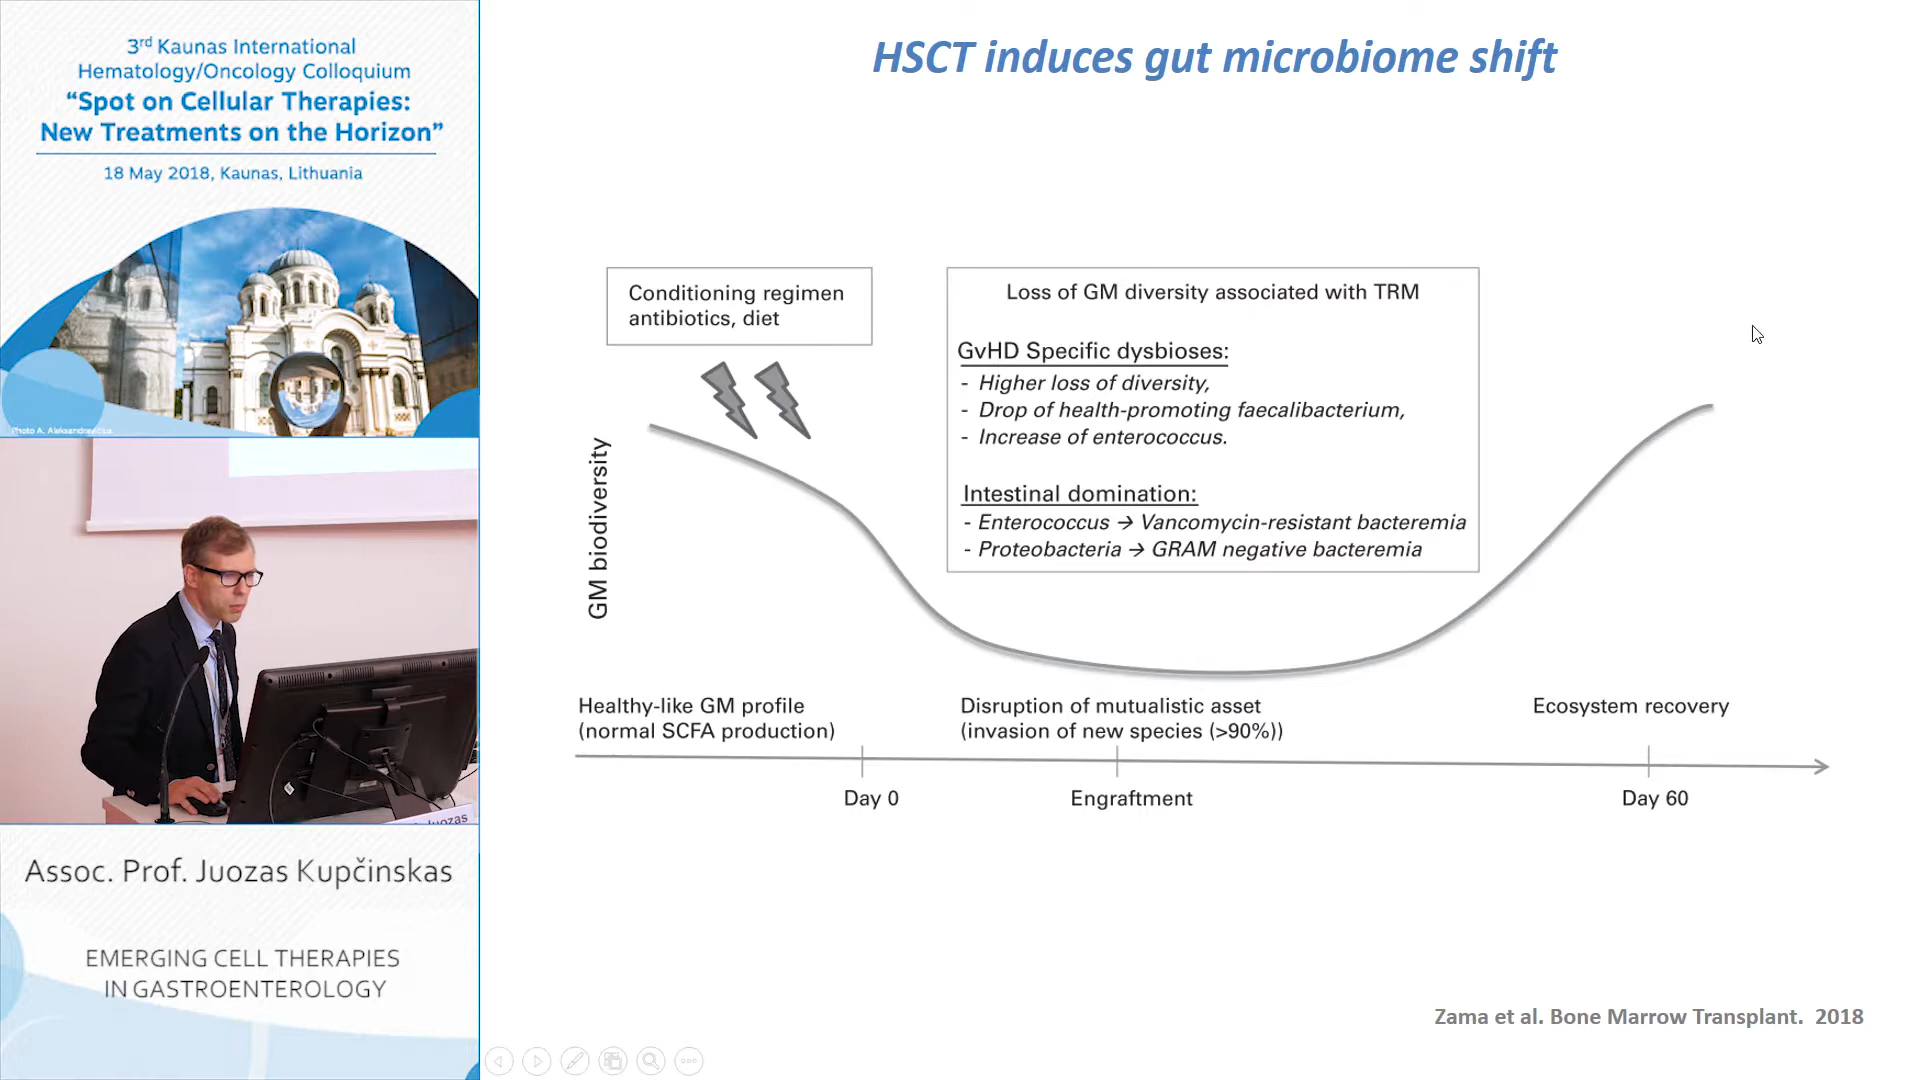 3rd Kaunas International
Hematology/Oncology Colloquium
“Spot on Cellular Therapies:
New Treatments on the Horizon”
18 May 2018, Kaunas, Lithuania
Photo A. Aleksandravičius
Juozas
Assoc. Prof. Juozas Kupčinskas
EMERGING CELL THERAPIES
IN GASTROENTEROLOGY
HSCT induces gut microbiome shift
Conditioning regimen
antibiotics, diet
Loss of GM diversity associated with TRM
GvHD Specific dysbioses:
- Higher loss of diversity,
- Drop of health-promoting faecalibacterium,
- Increase of enterococcus.
Intestinal domination:
- Enterococcus → Vancomycin-resistant bacteremia
- Proteobacteria → GRAM negative bacteremia
GM biodiversity
Healthy-like GM profile
(normal SCFA production)
Disruption of mutualistic asset
(invasion of new species (>90%))
Ecosystem recovery
Day 0
Engraftment
Day 60
Zama et al. Bone Marrow Transplant. 2018